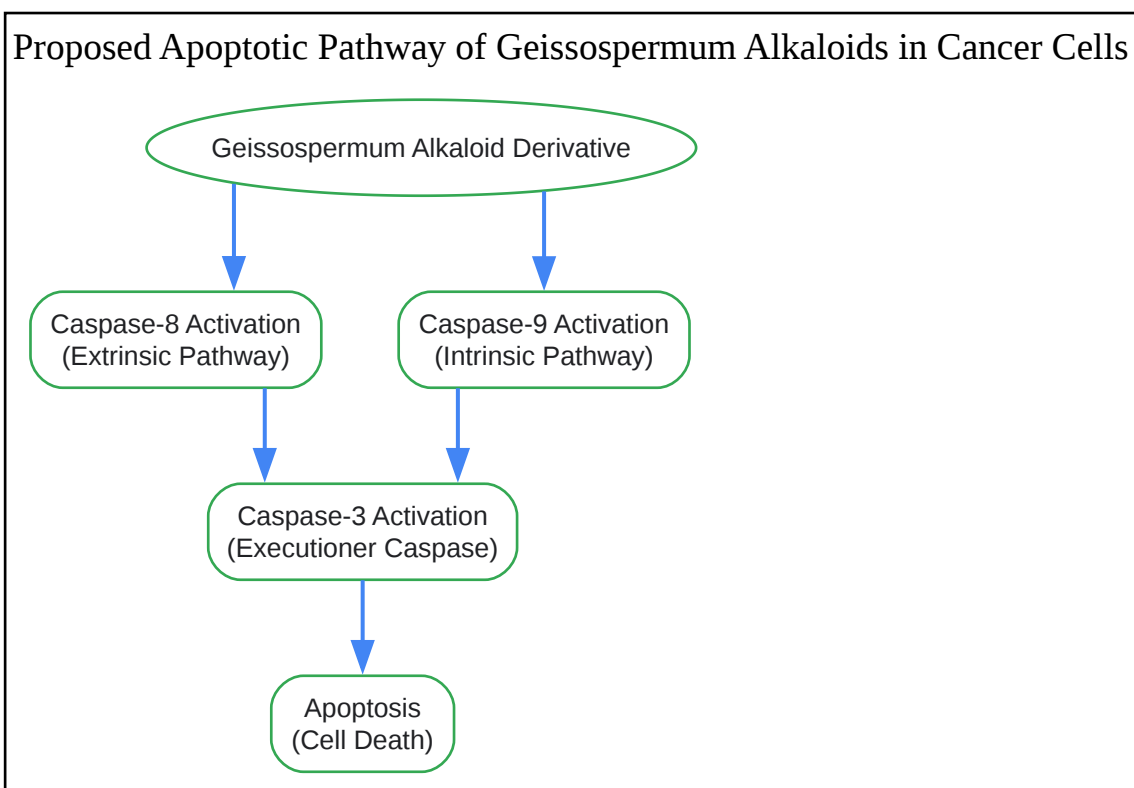 Proposed Apoptotic Pathway of Geissospermum Alkaloids in Cancer Cells
Geissospermum Alkaloid Derivative
Caspase-8 Activation
(Extrinsic Pathway)
Caspase-9 Activation
(Intrinsic Pathway)
Caspase-3 Activation
(Executioner Caspase)
Apoptosis
(Cell Death)